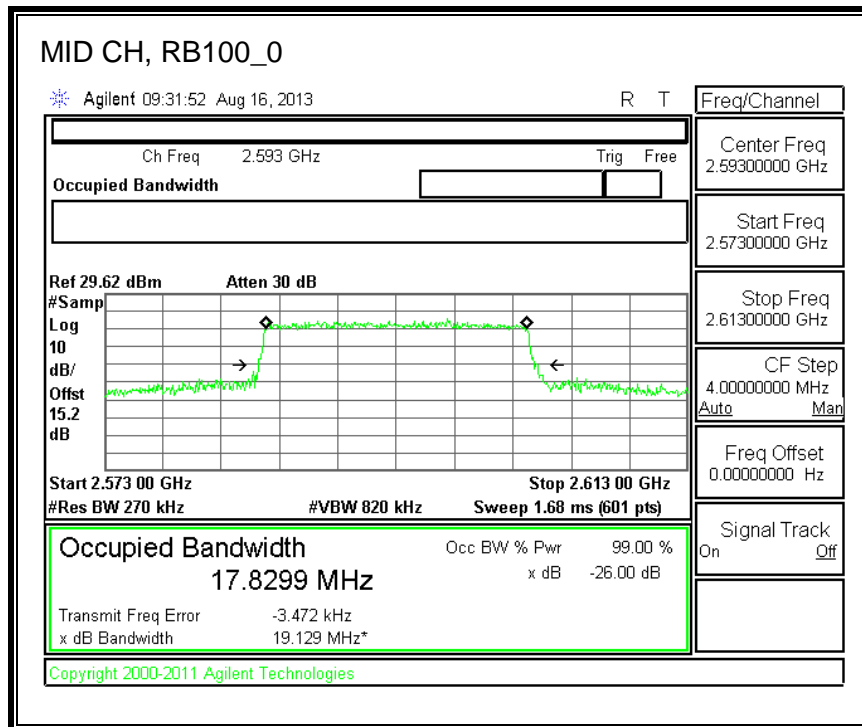 MID CH, RB100_0
Agilent 09:31:52 Aug 16, 2013 R T
Freq/Channel
Ch Freq 2.593 GHz Trig Free
Occupied Bandwidth
Center Freq
2.59300000 GHz
Start Freq
2.57300000 GHz
Stop Freq
2.61300000 GHz
CF Step
4.00000000 MHz
Auto Man
Freq Offset
0.00000000 Hz
Signal Track
On Off
Ref 29.62 dBm Atten 30 dB
#Samp
Log
10
dB/
Offst
15.2
dB
Start 2.573 00 GHz Stop 2.613 00 GHz
#Res BW 270 kHz #VBW 820 kHz Sweep 1.68 ms (601 pts)
Occupied Bandwidth Occ BW % Pwr 99.00 %
17.8299 MHz x dB -26.00 dB
Transmit Freq Error -3.472 kHz
x dB Bandwidth 19.129 MHz*
Copyright 2000-2011 Agilent Technologies